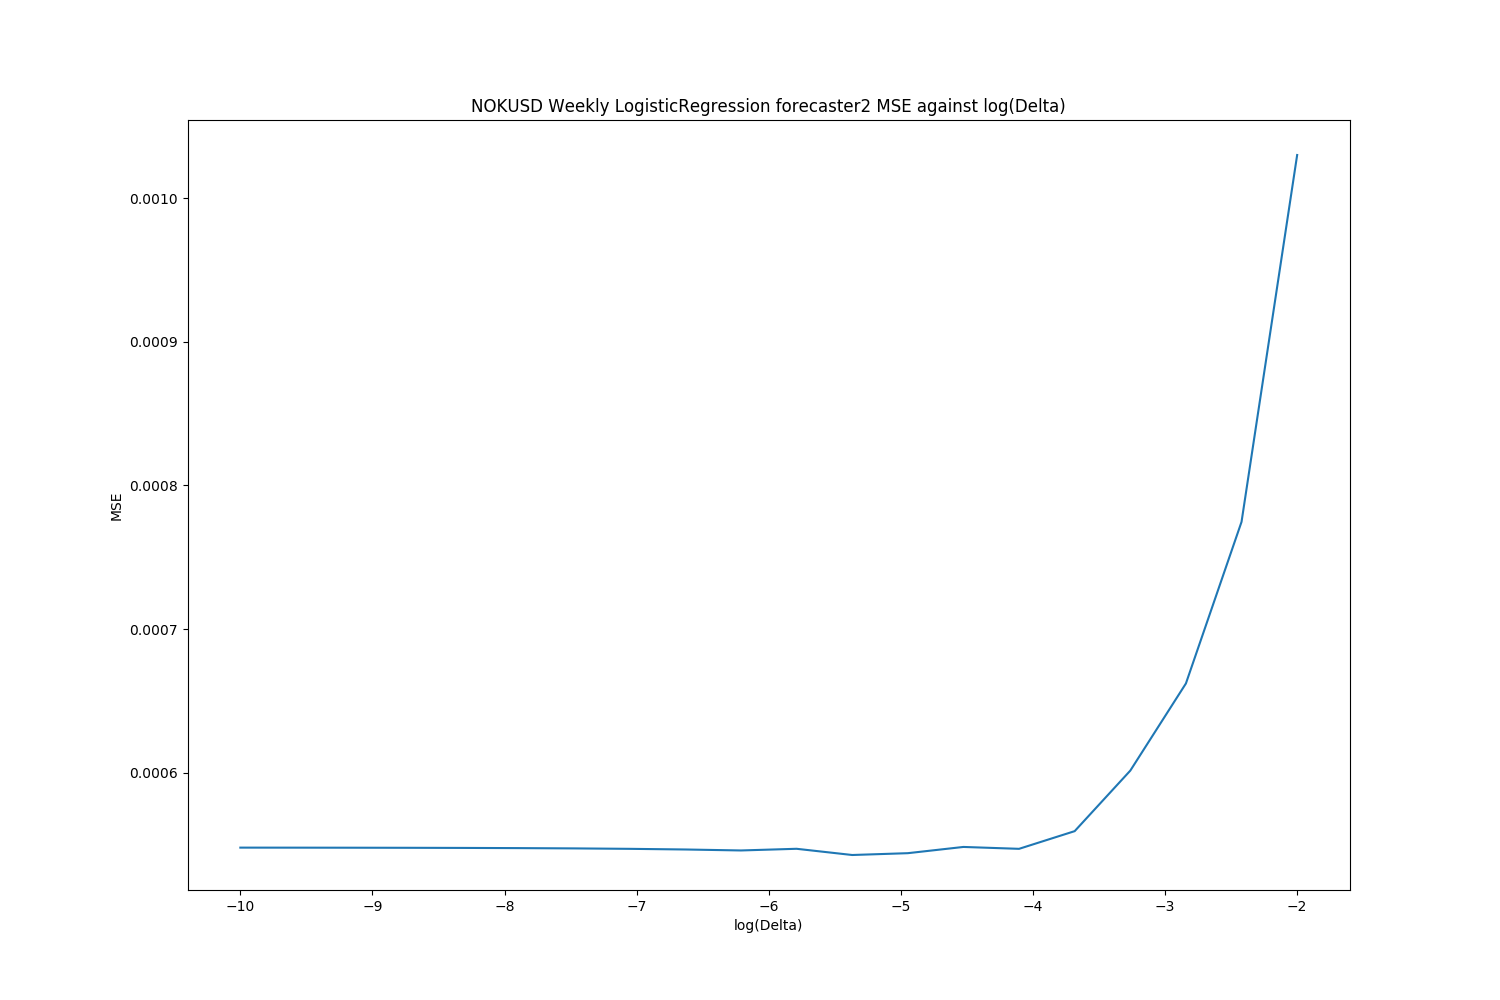 NOKUSD Weekly LogisticRegression forecaster2 MSE against log(Delta)
0.0010
0.0009
0.0008
0.0007
0.0006
MSE
−10 −9 −8 −7 −6 −5 −4 −3 −2
log(Delta)